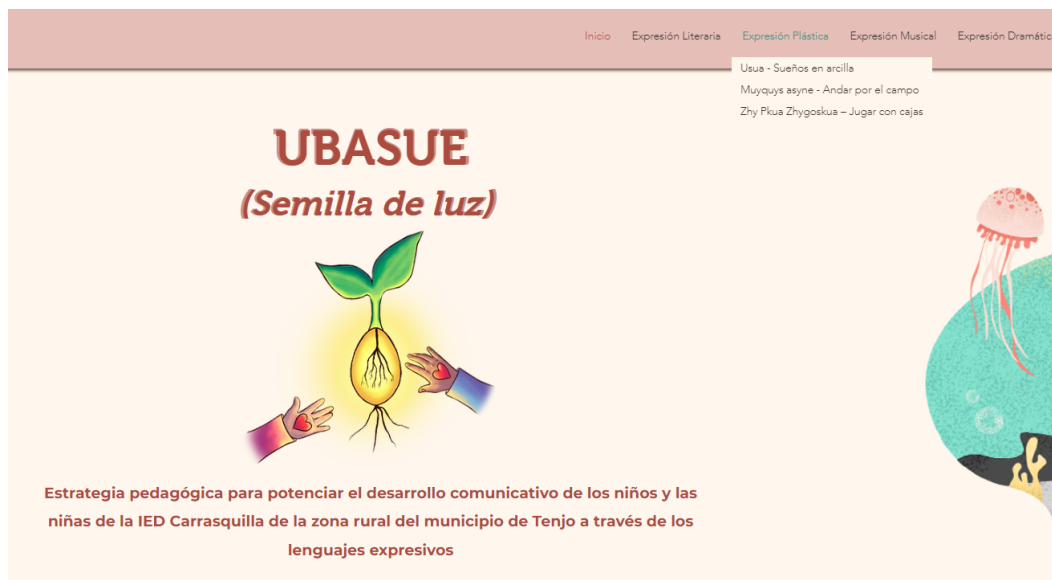 Inicio Expresión Literaria Expresión Plástica Expresión Musical Expresión Dramátic
Usua - Sueños en arcilla
Muyquys asyne - Andar por el campo
Zhy Pkua Zhygoskua – Jugar con cajas
UBASUE
(Semilla de luz)
Estrategia pedagógica para potenciar el desarrollo comunicativo de los niños y las
niñas de la IED Carrasquilla de la zona rural del municipio de Tenjo a través de los
lenguajes expresivos